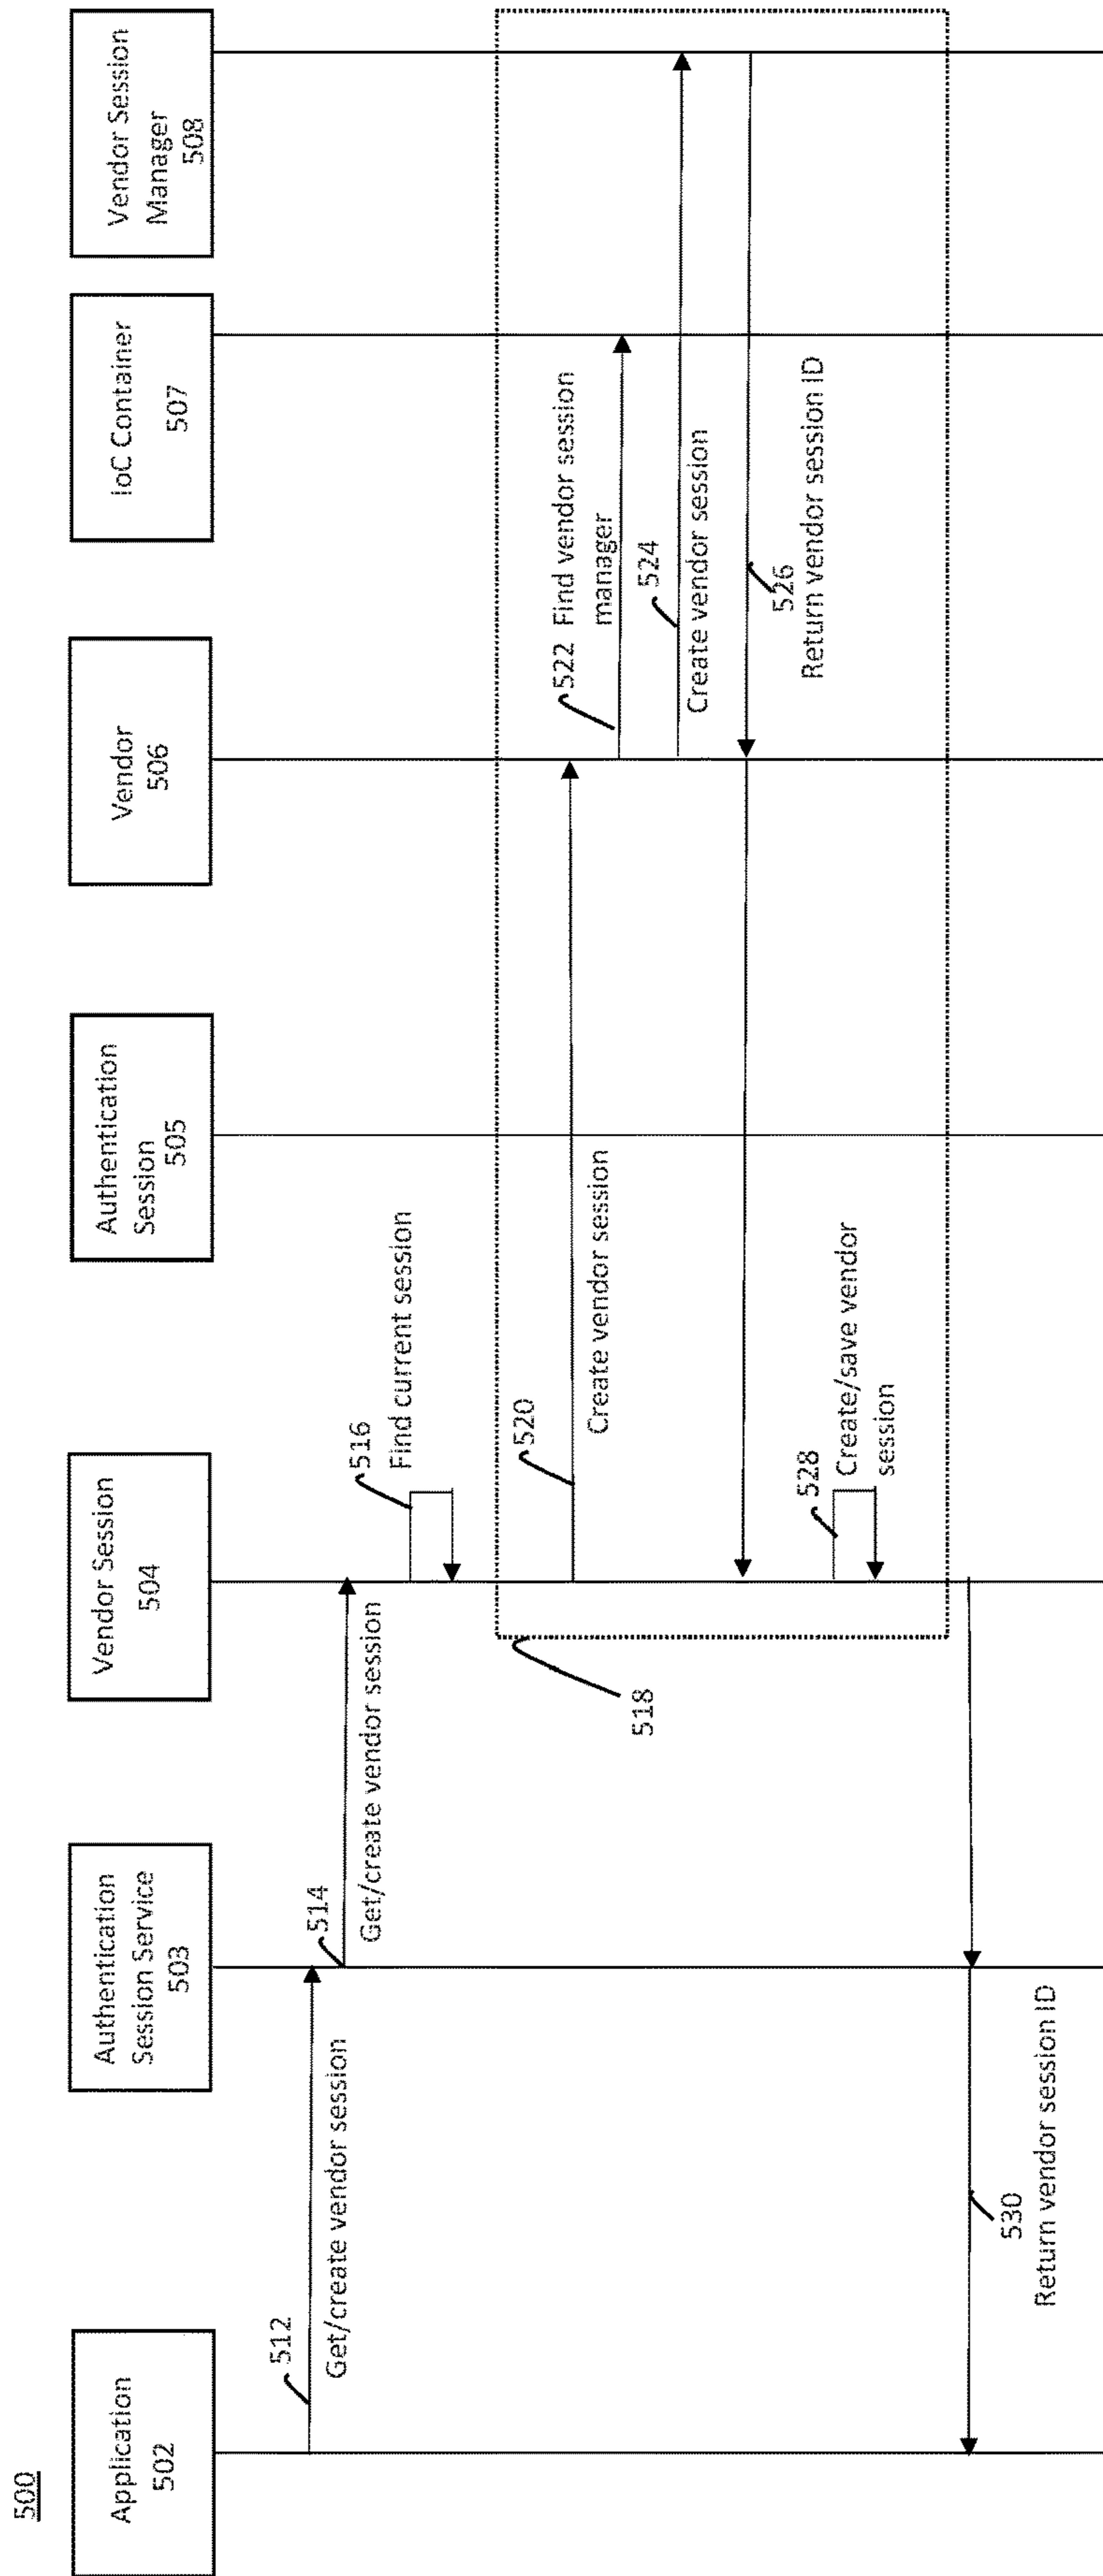 500
Application
502
Authentication
Session Service
503
Vendor Session
504
Authentication
Session
505
Vendor
506
IoC Container
507
Vendor Session
Manager
508
512
Get/create vendor session
514
Get/create vendor session
516
Find current session
518
520
Create vendor session
522 Find vendor session
manager
524
Create vendor session
526
Return vendor session ID
528
Create/save vendor
session
530
Return vendor session ID